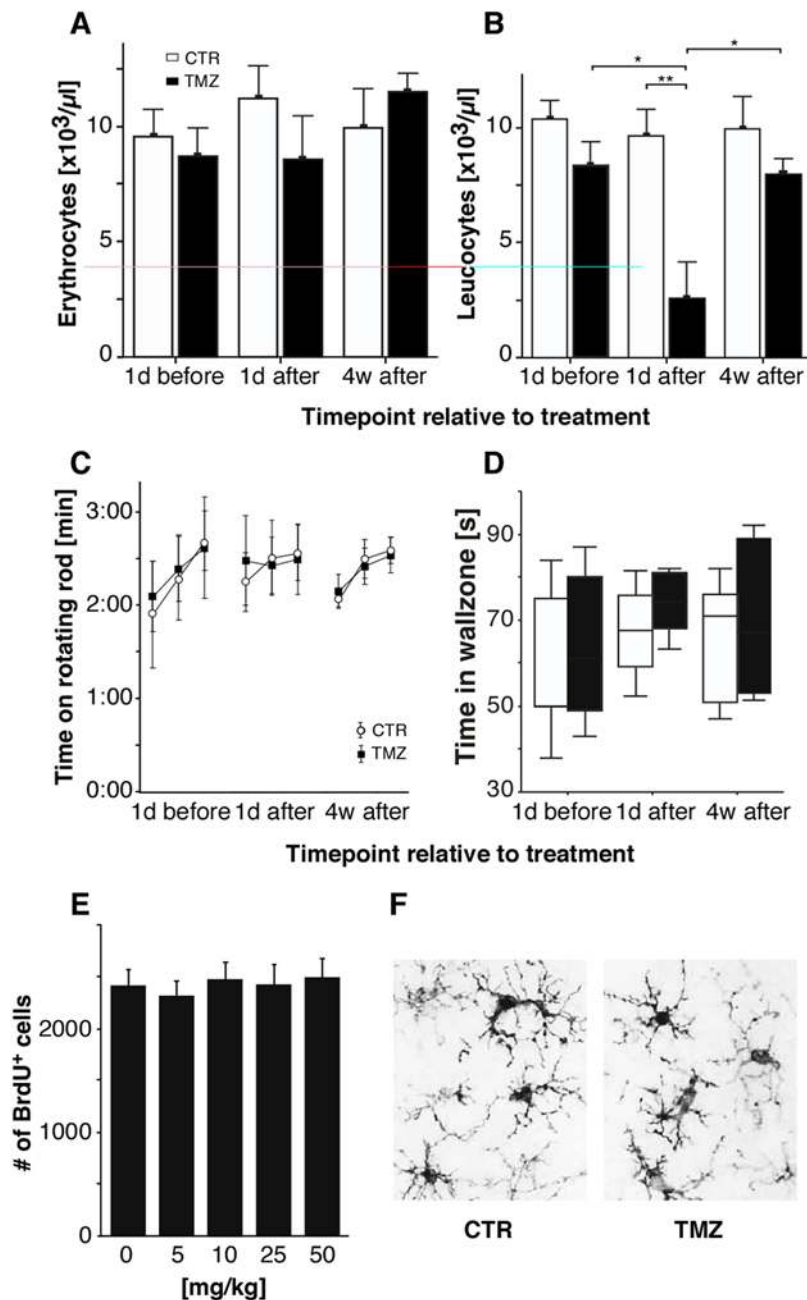 A
CTR
TMZ
Erythrocytes [x10³/µl]
10
5
0
1d before 1d after 4w after
B
*
*
**
Leucocytes [x10³/µl]
10
5
0
1d before 1d after 4w after
Timepoint relative to treatment
C
Time on rotating rod [min]
3:00
2:00
1:00
0:00
CTR
TMZ
1d before 1d after 4w after
D
Time in wallzone [s]
90
70
50
30
1d before 1d after 4w after
Timepoint relative to treatment
E
# of BrdU⁺ cells
2000
1000
0
0 5 10 25 50
[mg/kg]
F
CTR TMZ